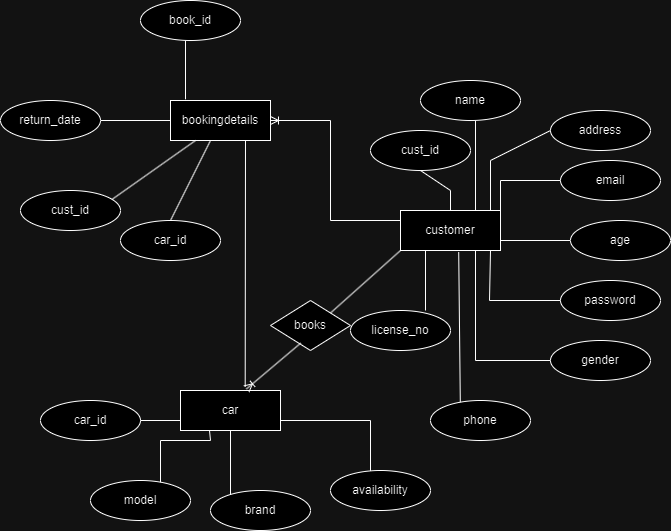 book_id
name
return_date
bookingdetails
address
cust_id
email
cust_id
car_id
customer
age
password
books
license_no
gender
car_id
car
phone
model
availability
brand